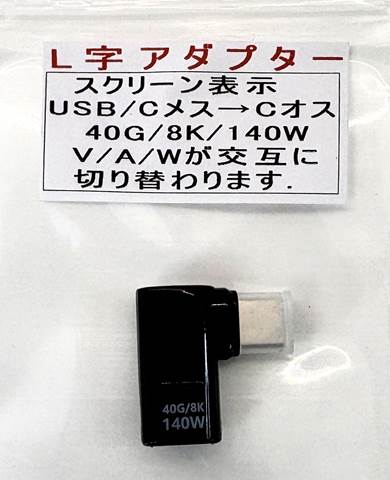 L字アダプター
スクリーン表示
USB/Cメス→Cオス
40G/8K/140W
V/A/Wが交互に
切り替わります.
40G/8K
140W